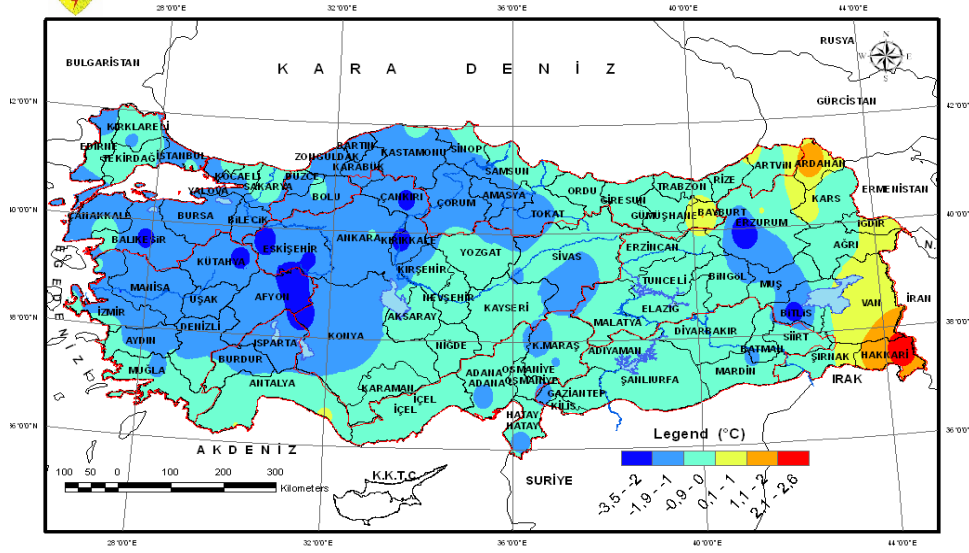 28°0'0"E 32°0'0"E 36°0'0"E 40°0'0"E 44°0'0"E
RUSYA
N
W E
S
BULGARİSTAN
K A R A D E N İ Z
GÜRCİSTAN
42°0'0"N 42°0'0"N
KIRKLARELİ
EDİRNE
TEKİRDAĞ İSTANBUL
BARTIN
ZONGULDAK KASTAMONU SİNOP
KARABÜK
KOCAELİ DÜZCE
YALOVA SAKARYA BOLU
SAMSUN
ARTVİN ARDAHAN
RİZE
TRABZON
ORDU
GİRESUN
ERMENİSTAN
40°0'0"N 40°0'0"N
ÇANAKKALE BURSA BİLECİK
ÇANKIRI ÇORUM AMASYA
TOKAT
GÜMÜŞHANE BAYBURT
ERZURUM
KARS
IĞDIR
BALIKESİR ESKİŞEHİR ANKARA KIRIKKALE
YOZGAT SİVAS ERZİNCAN
AĞRI
N.
KÜTAHYA
KIRŞEHİR
TUNCELİ BİNGÖL MUŞ
MANİSA UŞAK AFYON
NEVŞEHİR KAYSERİ
ELAZIĞ
VAN
İRAN
38°0'0"N 38°0'0"N
İZMİR
DENİZLİ
AKSARAY
MALATYA
BİTLİS
E G E D E N İ Z İ
AYDIN ISPARTA KONYA NİĞDE
DİYARBAKIR SİİRT
K.MARAŞ ADIYAMAN BATMAN
BURDUR
ŞIRNAK HAKKARİ
MUĞLA
ANTALYA
KARAMAN
ADANA OSMANİYE
ADANA OSMANİYE
ŞANLIURFA MARDİN
IRAK
İÇEL
İÇEL
GAZİANTEP
KİLİS
HATAY
HATAY
36°0'0"N 36°0'0"N
A K D E N İ Z
Legend (°C)
K.K.T.C.
SURİYE
100 50 0 100 200 300
Kilometers
-3,5 - -2
-1,9 - -1
-0,9 - 0
0,1 - 1
1,1 - 2
2,1 - 2,6
28°0'0"E 32°0'0"E 36°0'0"E 40°0'0"E 44°0'0"E